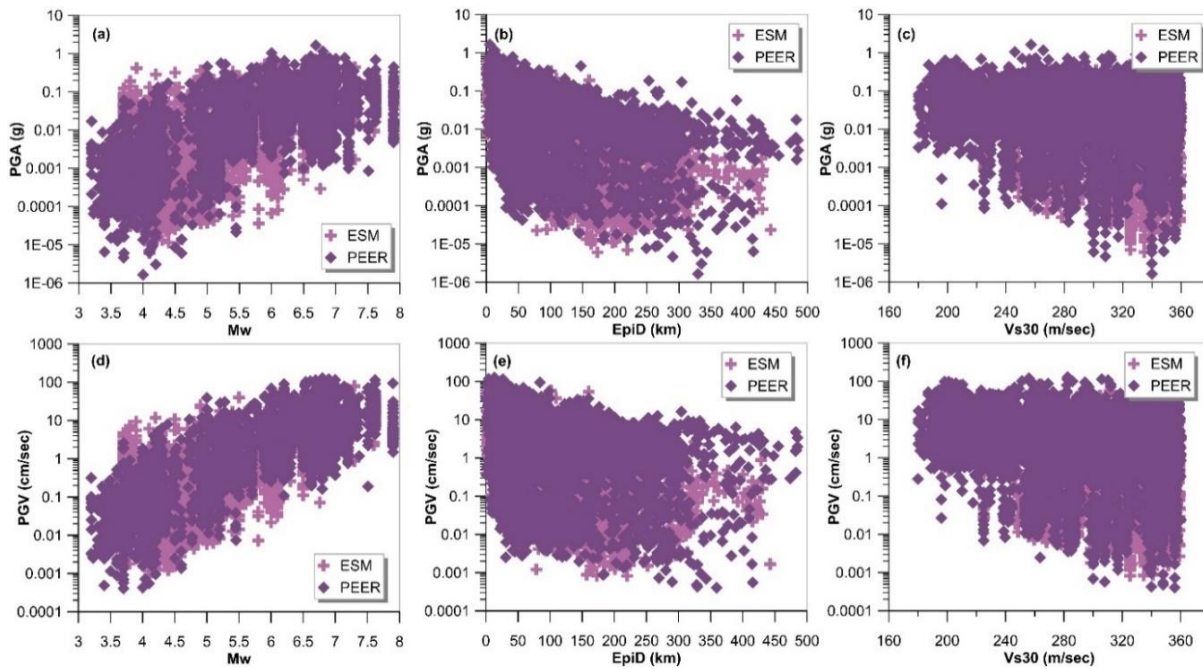 (a)
PGA (g)
10
1
0.1
0.01
0.001
0.0001
1E-05
1E-06
ESM
PEER
3 3.5 4 4.5 5 5.5 6 6.5 7 7.5 8
Mw
(b)
PGA (g)
10
1
0.1
0.01
0.001
0.0001
1E-05
1E-06
ESM
PEER
0 50 100 150 200 250 300 350 400 450 500
EpiD (km)
(c)
PGA (g)
10
1
0.1
0.01
0.001
0.0001
1E-05
1E-06
ESM
PEER
160 200 240 280 320 360
Vs30 (m/sec)
(d)
PGV (cm/sec)
1000
100
10
1
0.1
0.01
0.001
0.0001
ESM
PEER
3 3.5 4 4.5 5 5.5 6 6.5 7 7.5 8
Mw
(e)
PGV (cm/sec)
1000
100
10
1
0.1
0.01
0.001
0.0001
ESM
PEER
0 50 100 150 200 250 300 350 400 450 500
EpiD (km)
(f)
PGV (cm/sec)
1000
100
10
1
0.1
0.01
0.001
0.0001
ESM
PEER
160 200 240 280 320 360
Vs30 (m/sec)